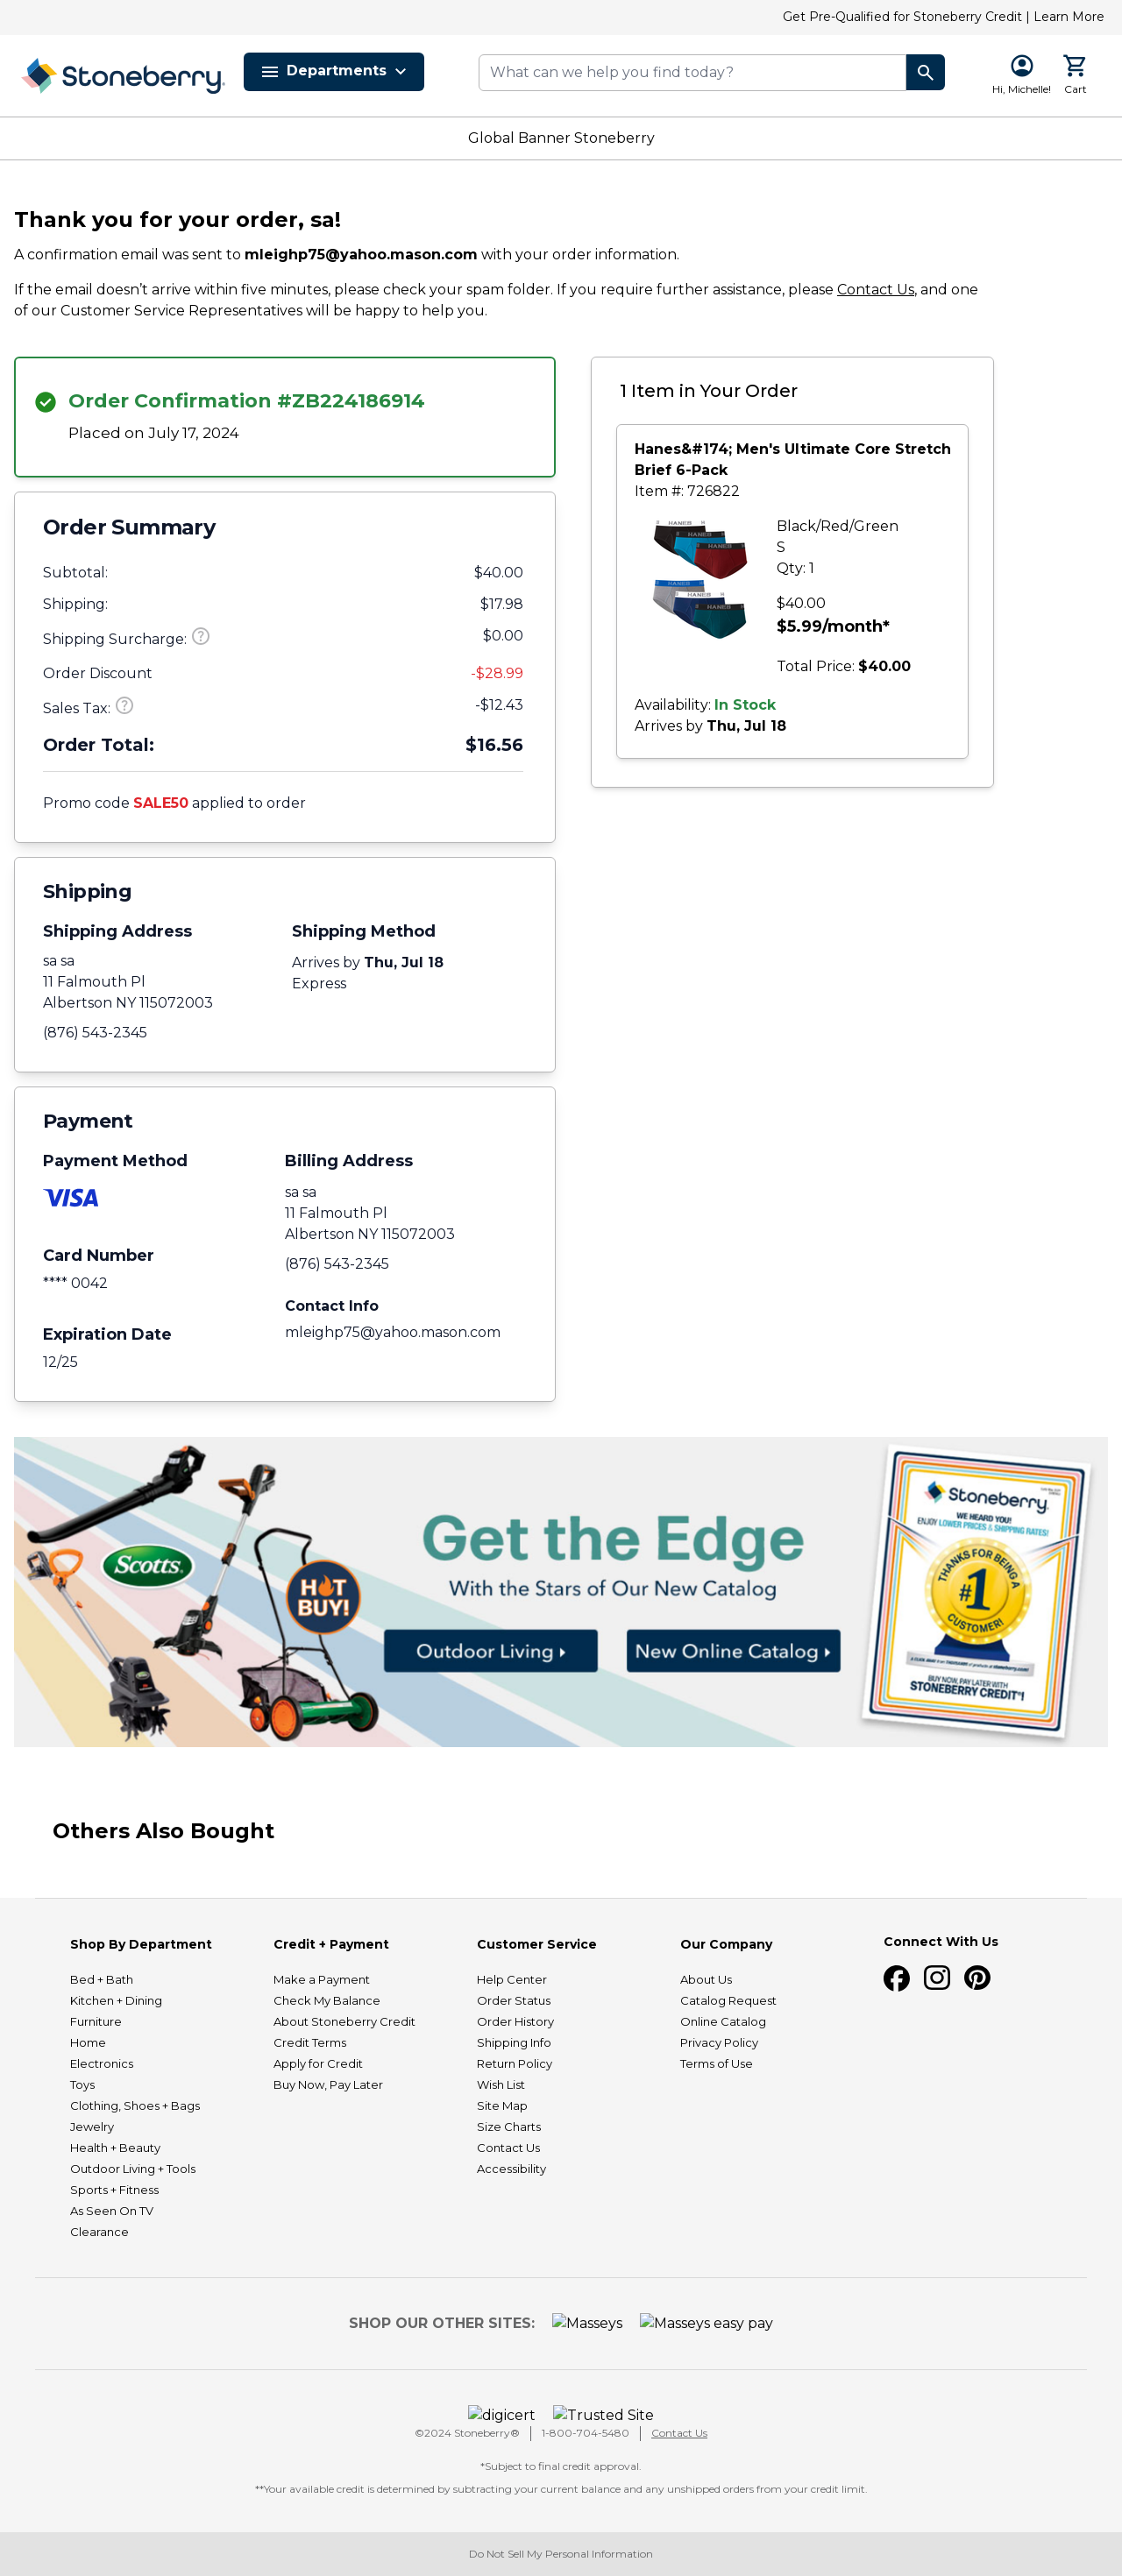 Get Pre-Qualified for Stoneberry Credit | Learn More
Stoneberry.
Departments
What can we help you find today?
Hi, Michelle!
Cart
Global Banner Stoneberry
Thank you for your order, sa!
A confirmation email was sent to mleighp75@yahoo.mason.com with your order information.
If the email doesn’t arrive within five minutes, please check your spam folder. If you require further assistance, please Contact Us, and one
of our Customer Service Representatives will be happy to help you.
Order Confirmation #ZB224186914
Placed on July 17, 2024
Order Summary
Subtotal: $40.00
Shipping: $17.98
Shipping Surcharge: $0.00
Order Discount -$28.99
Sales Tax: -$12.43
Order Total: $16.56
Promo code SALE50 applied to order
Shipping
Shipping Address
sa sa
11 Falmouth Pl
Albertson NY 115072003
(876) 543-2345
Shipping Method
Arrives by Thu, Jul 18
Express
Payment
Payment Method
VISA
Card Number
**** 0042
Expiration Date
12/25
Billing Address
sa sa
11 Falmouth Pl
Albertson NY 115072003
(876) 543-2345
Contact Info
mleighp75@yahoo.mason.com
1 Item in Your Order
Hanes&#174; Men's Ultimate Core Stretch
Brief 6-Pack
Item #: 726822
Black/Red/Green
S
Qty: 1
$40.00
$5.99/month*
Total Price: $40.00
Availability: In Stock
Arrives by Thu, Jul 18
Scotts
HOT
BUY!
Get the Edge
With the Stars of Our New Catalog
Outdoor Living
New Online Catalog
Stoneberry.
WE HEARD YOU!
ENJOY LOWER PRICES & SHIPPING RATES!
THANKS FOR BEING A
#1
CUSTOMER!
BUY NOW, PAY LATER WITH
STONEBERRY CREDIT!
Others Also Bought
Shop By Department
Bed + Bath
Kitchen + Dining
Furniture
Home
Electronics
Toys
Clothing, Shoes + Bags
Jewelry
Health + Beauty
Outdoor Living + Tools
Sports + Fitness
As Seen On TV
Clearance
Credit + Payment
Make a Payment
Check My Balance
About Stoneberry Credit
Credit Terms
Apply for Credit
Buy Now, Pay Later
Customer Service
Help Center
Order Status
Order History
Shipping Info
Return Policy
Wish List
Site Map
Size Charts
Contact Us
Accessibility
Our Company
About Us
Catalog Request
Online Catalog
Privacy Policy
Terms of Use
Connect With Us
SHOP OUR OTHER SITES: Masseys Masseys easy pay
digicert Trusted Site
©2024 Stoneberry® | 1-800-704-5480 | Contact Us
*Subject to final credit approval.
**Your available credit is determined by subtracting your current balance and any unshipped orders from your credit limit.
Do Not Sell My Personal Information